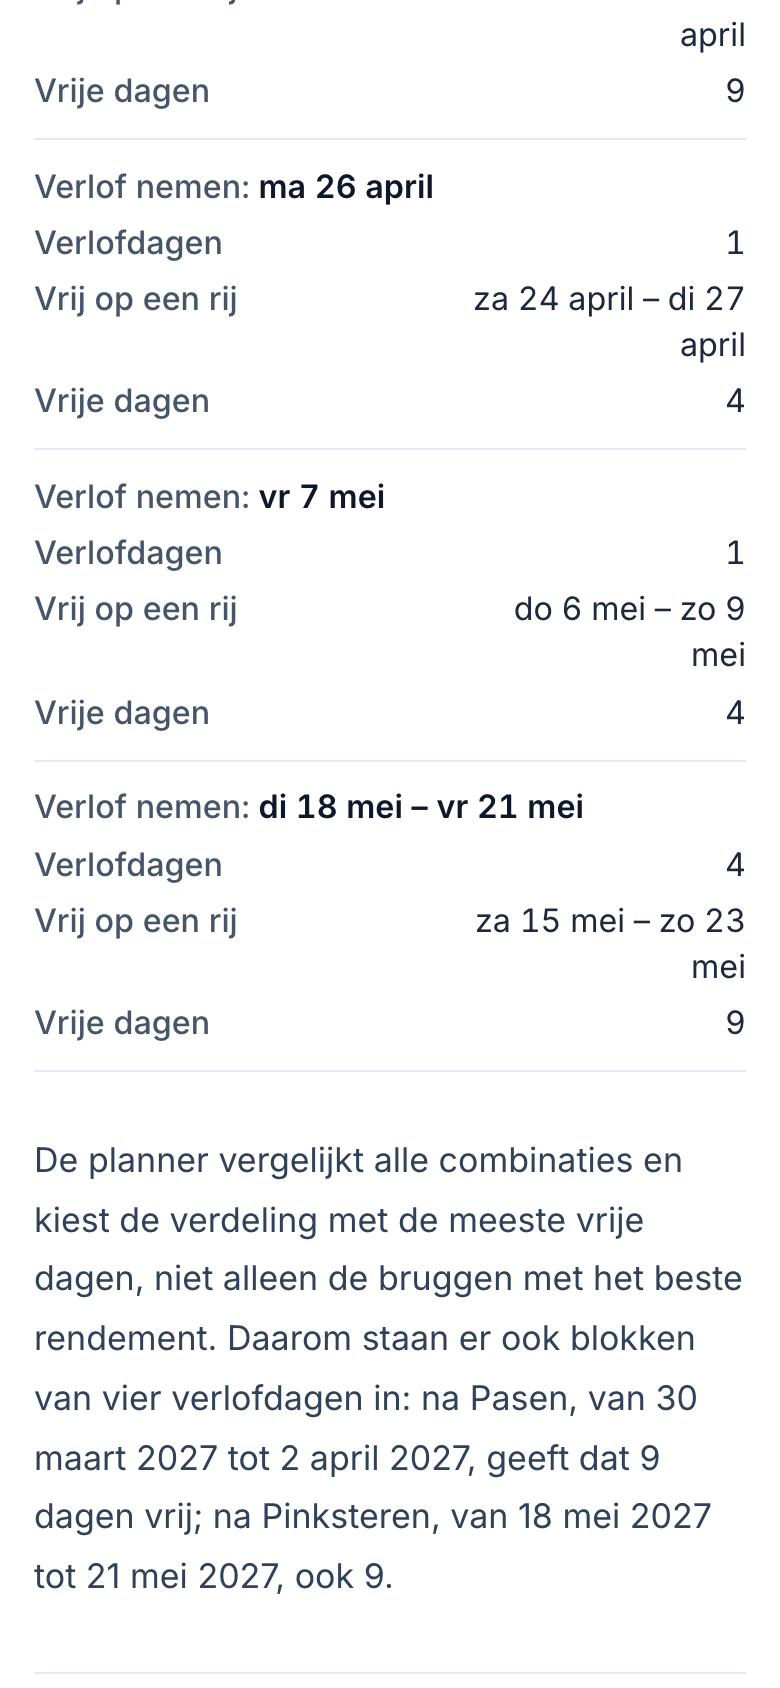 april
Vrije dagen 9
Verlof nemen: ma 26 april
Verlofdagen 1
Vrij op een rij za 24 april – di 27
april
Vrije dagen 4
Verlof nemen: vr 7 mei
Verlofdagen 1
Vrij op een rij do 6 mei – zo 9
mei
Vrije dagen 4
Verlof nemen: di 18 mei – vr 21 mei
Verlofdagen 4
Vrij op een rij za 15 mei – zo 23
mei
Vrije dagen 9
De planner vergelijkt alle combinaties en
kiest de verdeling met de meeste vrije
dagen, niet alleen de bruggen met het beste
rendement. Daarom staan er ook blokken
van vier verlofdagen in: na Pasen, van 30
maart 2027 tot 2 april 2027, geeft dat 9
dagen vrij; na Pinksteren, van 18 mei 2027
tot 21 mei 2027, ook 9.